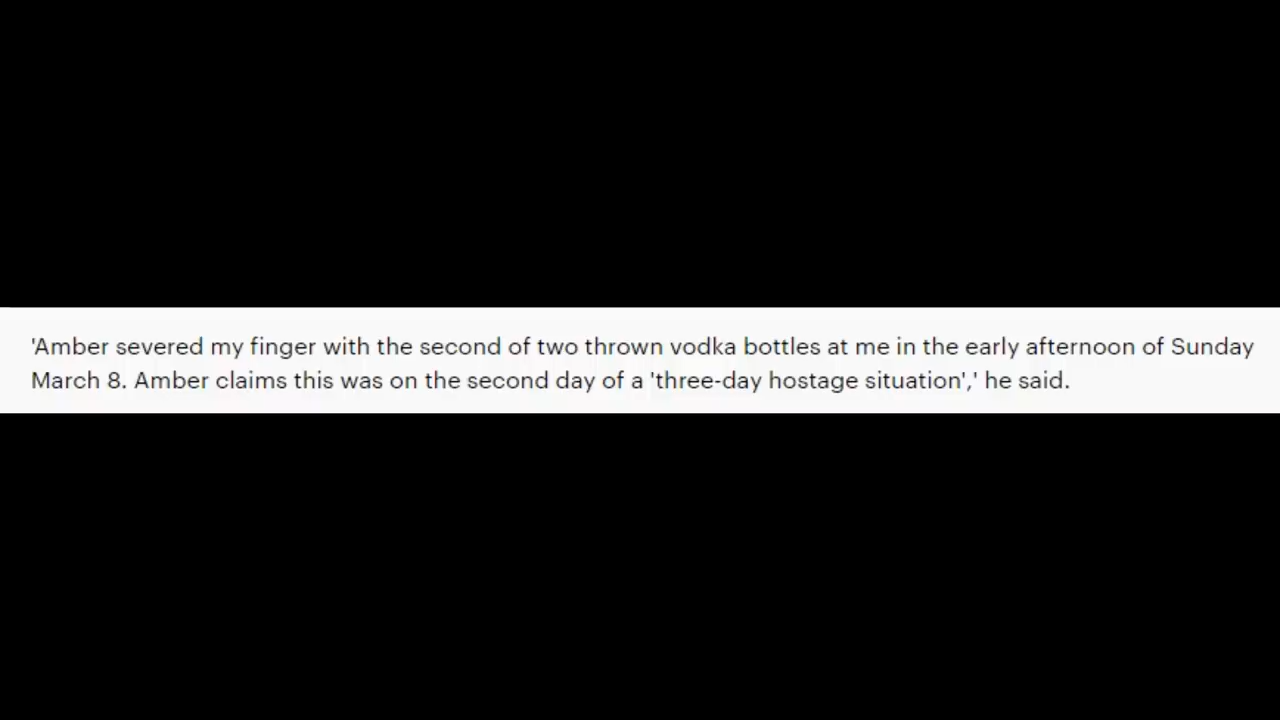 'Amber severed my finger with the second of two thrown vodka bottles at me in the early afternoon of Sunday
March 8. Amber claims this was on the second day of a 'three-day hostage situation',' he said.